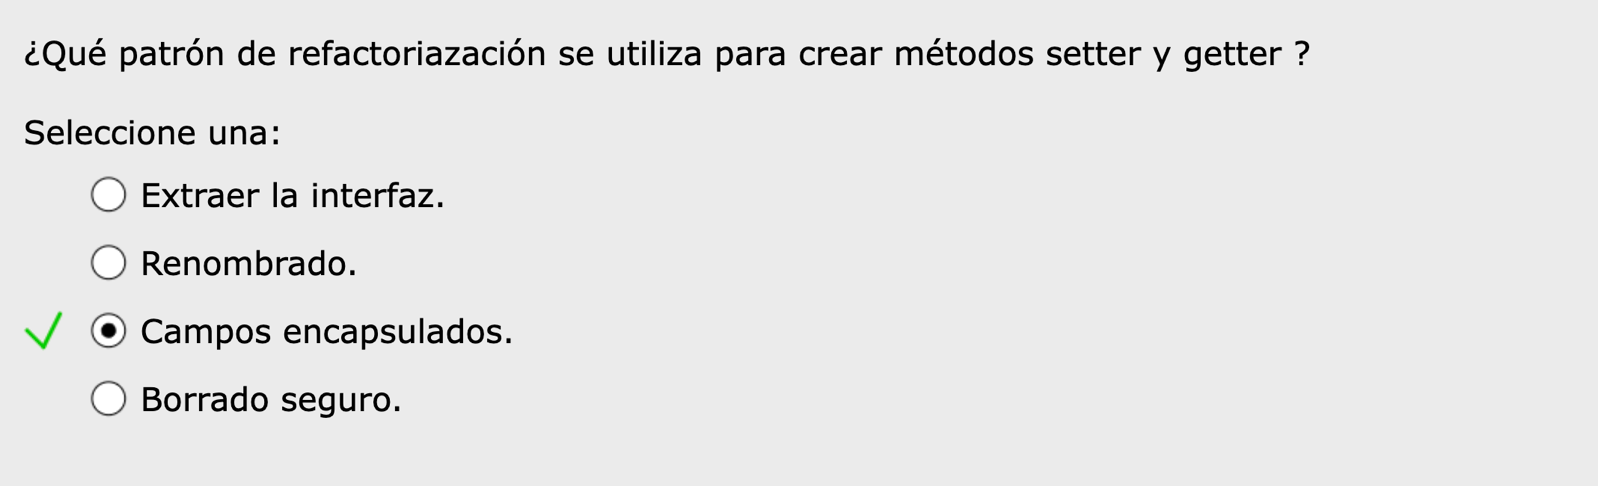 ¿Qué patrón de refactoriazación se utiliza para crear métodos setter y getter ?
Seleccione una:
Extraer la interfaz.
Renombrado.
Campos encapsulados.
Borrado seguro.